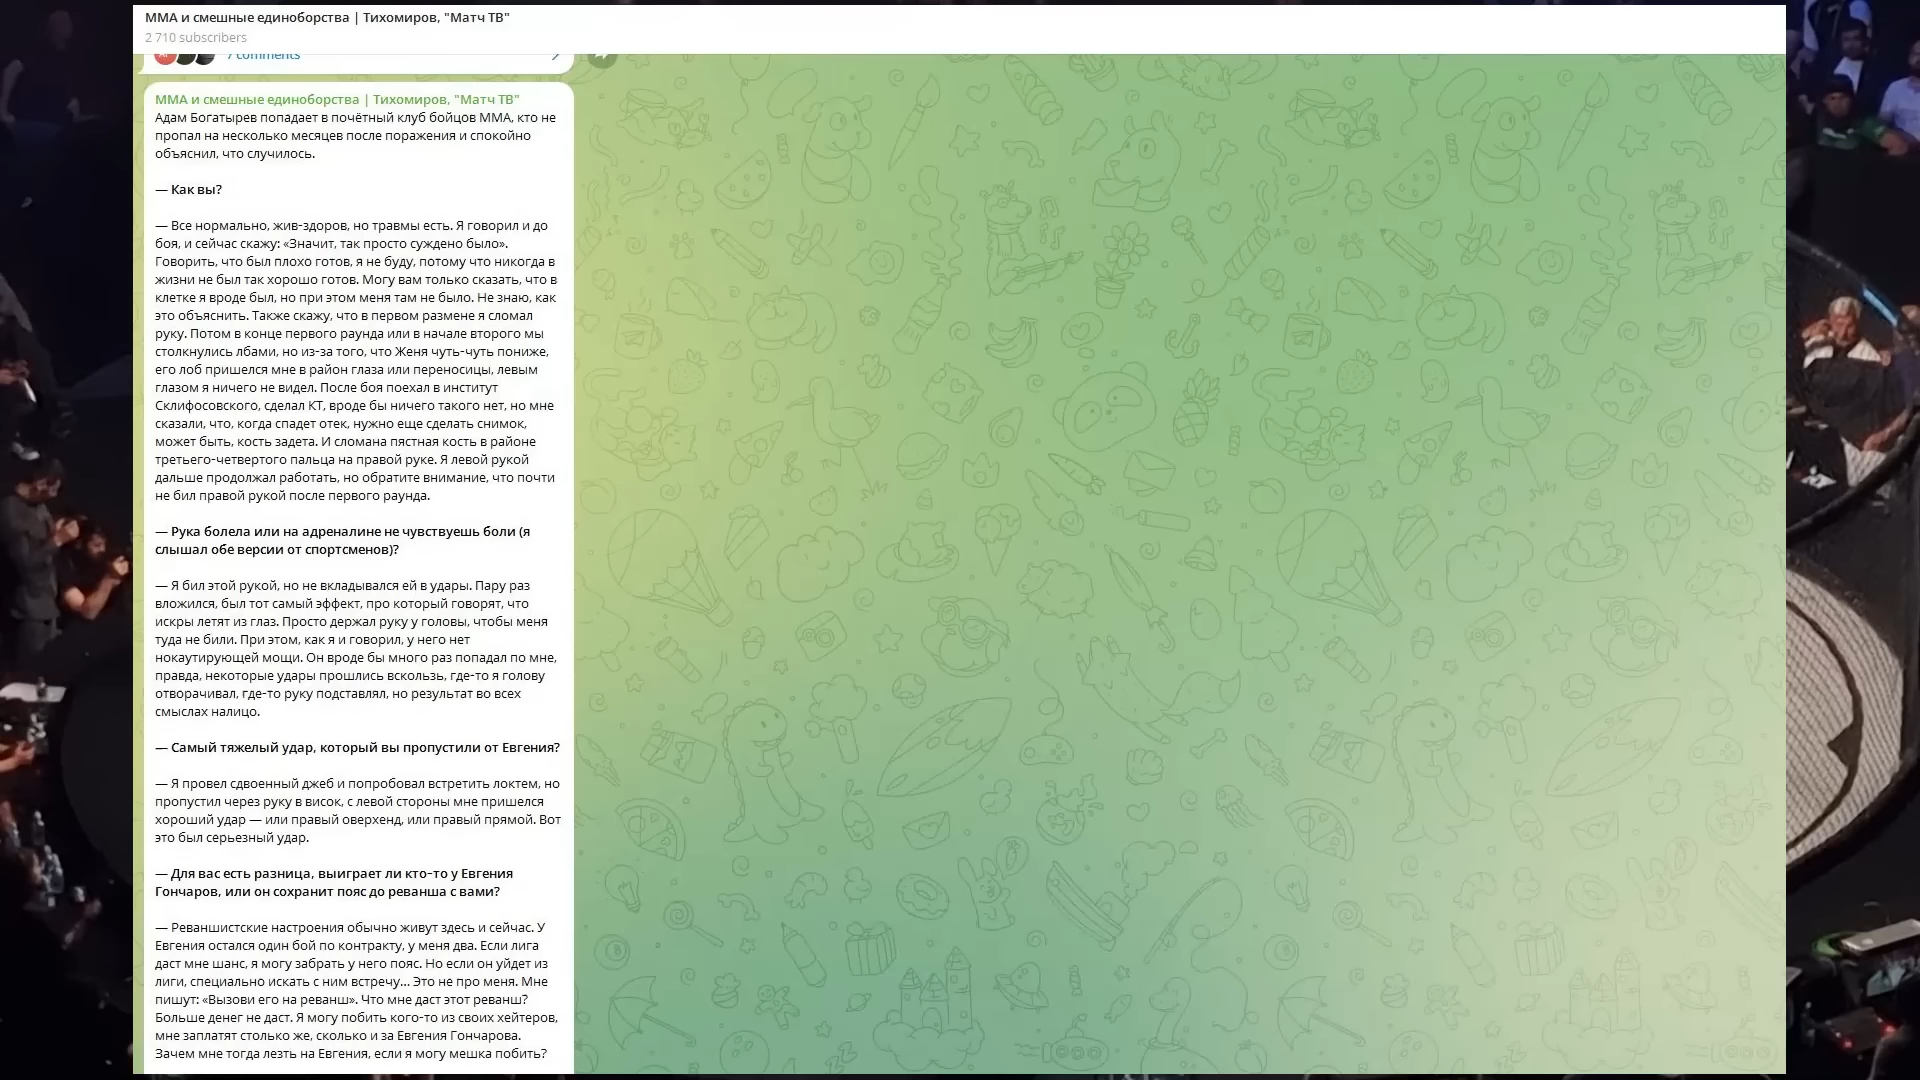 ММА и смешные единоборства | Тихомиров, "Матч ТВ"
2 710 subscribers
7 comments
ММА и смешные единоборства | Тихомиров, "Матч ТВ"
Адам Богатырев попадает в почётный клуб бойцов ММА, кто не
пропал на несколько месяцев после поражения и спокойно
объяснил, что случилось.
— Как вы?
— Все нормально, жив-здоров, но травмы есть. Я говорил и до
боя, и сейчас скажу: «Значит, так просто суждено было».
Говорить, что был плохо готов, я не буду, потому что никогда в
жизни не был так хорошо готов. Могу вам только сказать, что в
клетке я вроде был, но при этом меня там не было. Не знаю, как
это объяснить. Также скажу, что в первом размене я сломал
руку. Потом в конце первого раунда или в начале второго мы
столкнулись лбами, но из-за того, что Женя чуть-чуть пониже,
его лоб пришелся мне в район глаза или переносицы, левым
глазом я ничего не видел. После боя поехал в институт
Склифосовского, сделал КТ, вроде бы ничего такого нет, но мне
сказали, что, когда спадет отек, нужно еще сделать снимок,
может быть, кость задета. И сломана пястная кость в районе
третьего-четвертого пальца на правой руке. Я левой рукой
дальше продолжал работать, но обратите внимание, что почти
не бил правой рукой после первого раунда.
— Рука болела или на адреналине не чувствуешь боли (я
слышал обе версии от спортсменов)?
— Я бил этой рукой, но не вкладывался ей в удары. Пару раз
вложился, был тот самый эффект, про который говорят, что
искры летят из глаз. Просто держал руку у головы, чтобы меня
туда не били. При этом, как я и говорил, у него нет
нокаутирующей мощи. Он вроде бы много раз попадал по мне,
правда, некоторые удары прошлись вскользь, где-то я голову
отворачивал, где-то руку подставлял, но результат во всех
смыслах налицо.
— Самый тяжелый удар, который вы пропустили от Евгения?
— Я провел сдвоенный джеб и попробовал встретить локтем, но
пропустил через руку в висок, с левой стороны мне пришелся
хороший удар — или правый оверхенд, или правый прямой. Вот
это был серьезный удар.
— Для вас есть разница, выиграет ли кто-то у Евгения
Гончаров, или он сохранит пояс до реванша с вами?
— Реваншистские настроения обычно живут здесь и сейчас. У
Евгения остался один бой по контракту, у меня два. Если лига
даст мне шанс, я могу забрать у него пояс. Но если он уйдет из
лиги, специально искать с ним встречу... Это не про меня. Мне
пишут: «Вызови его на реванш». Что мне даст этот реванш?
Больше денег не даст. Я могу побить кого-то из своих хейтеров,
мне заплатят столько же, сколько и за Евгения Гончарова.
Зачем мне тогда лезть на Евгения, если я могу мешка побить?